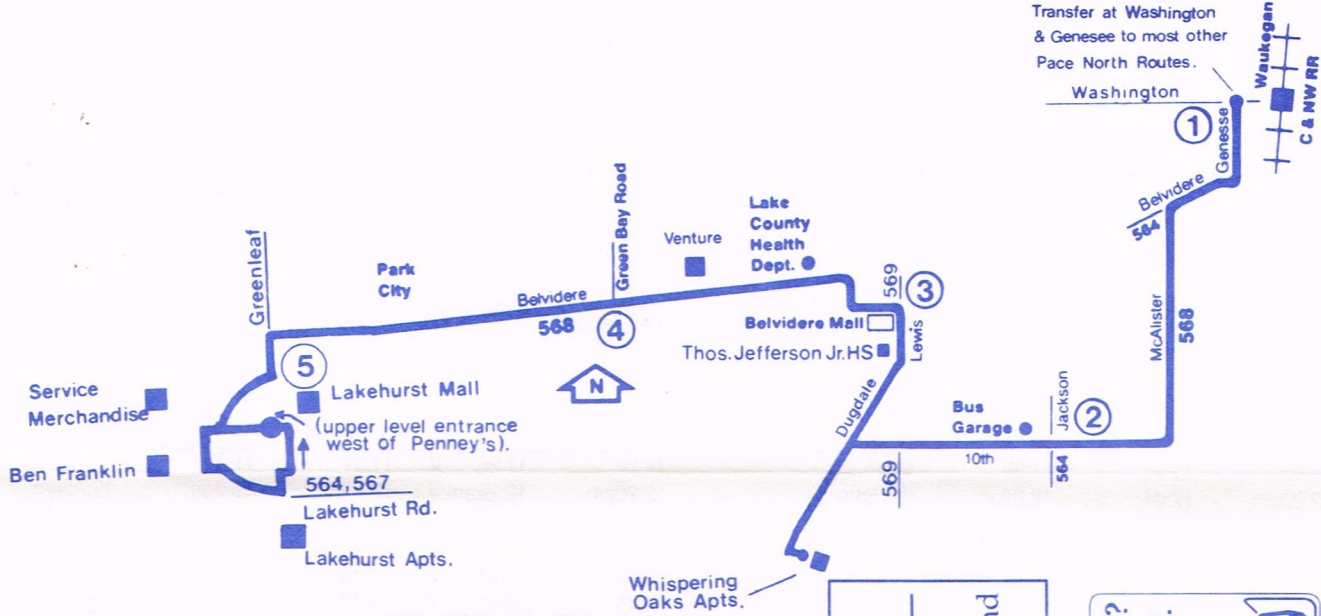 Transfer at Washington
& Genesee to most other
Pace North Routes.
Washington
Waukegan
C & NW RR
1
Genesse
Belvidere
564
McAlister
568
Lake
County
Health
Dept.
Venture
Green Bay Road
Greenleaf
Park
City
Belvidere
568
4
569
3
Belvidere Mall
Lewis
Thos. Jefferson Jr. HS
N
5
Lakehurst Mall
(upper level entrance
west of Penney's).
Service
Merchandise
Ben Franklin
564,567
Lakehurst Rd.
Lakehurst Apts.
Dugdale
Bus
Garage
Jackson
2
10th
569
564
Whispering
Oaks Apts.